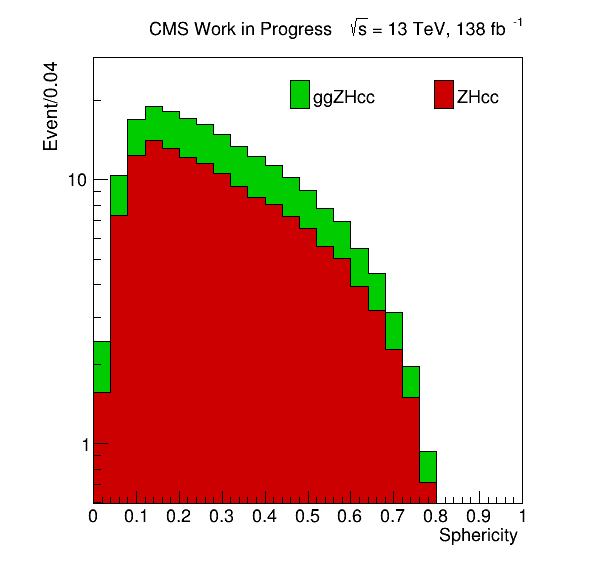 CMS Work in Progress √s = 13 TeV, 138 fb⁻¹
Event/0.04
ggZHcc ZHcc
10
1
0 0.1 0.2 0.3 0.4 0.5 0.6 0.7 0.8 0.9 1
Sphericity